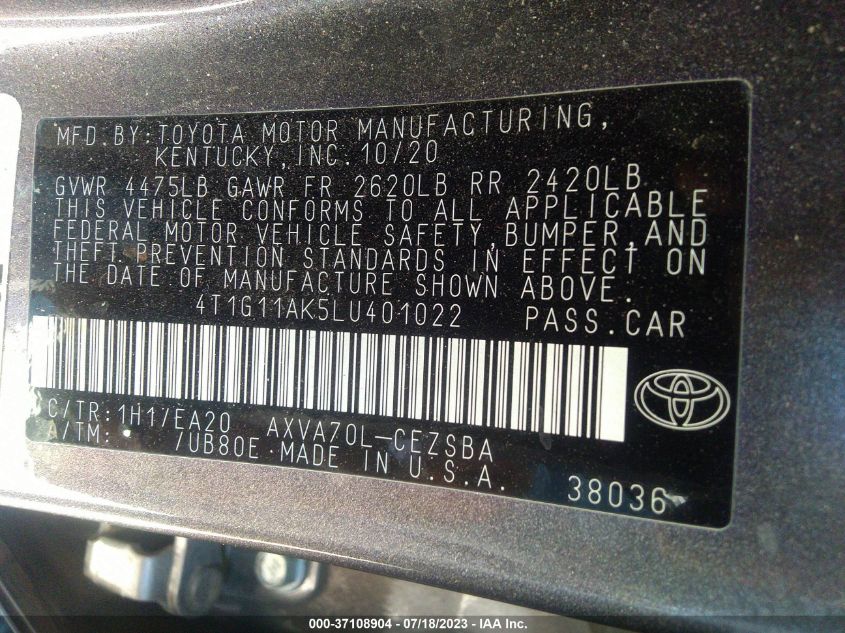 MFD.BY:TOYOTA MOTOR MANUFACTURING,
KENTUCKY,INC.10/20
GVWR 4475LB GAWR FR 2620LB RR 2420LB
THIS VEHICLE CONFORMS TO ALL APPLICABLE
FEDERAL MOTOR VEHICLE SAFETY,BUMPER,AND
THEFT PREVENTION STANDARDS IN EFFECT ON
THE DATE OF MANUFACTURE SHOWN ABOVE.
4T1G11AK5LU401022 PASS.CAR
C/TR:1H17EA20 AXVA70L-CEZSBA
A/TM: /UB80E MADE IN U.S.A.
38036
000-37108904 - 07/18/2023 - IAA Inc.